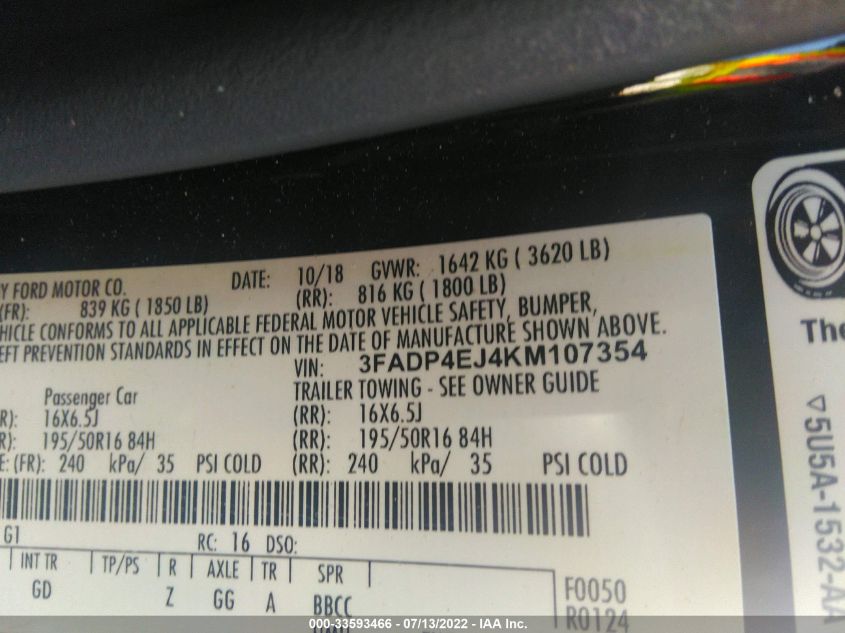 Y FORD MOTOR CO. DATE: 10/18 GVWR: 1642 KG ( 3620 LB)
(FR): 839 KG ( 1850 LB) (RR): 816 KG ( 1800 LB)
HICLE CONFORMS TO ALL APPLICABLE FEDERAL MOTOR VEHICLE SAFETY, BUMPER,
EFT PREVENTION STANDARDS IN EFFECT ON THE DATE OF MANUFACTURE SHOWN ABOVE.
VIN: 3FADP4EJ4KM107354
Passenger Car TRAILER TOWING - SEE OWNER GUIDE
R): 16X6.5J (RR): 16X6.5J
R): 195/50R16 84H (RR): 195/50R16 84H
E: (FR): 240 kPa/ 35 PSI COLD (RR): 240 kPa/ 35 PSI COLD
G1 RC: 16 DSO:
INT TR TP/PS R AXLE TR SPR
GD Z GG A BBCC
F0050
R0124
The
5U5A-1532-AA
000-33593466 - 07/13/2022 - IAA Inc.